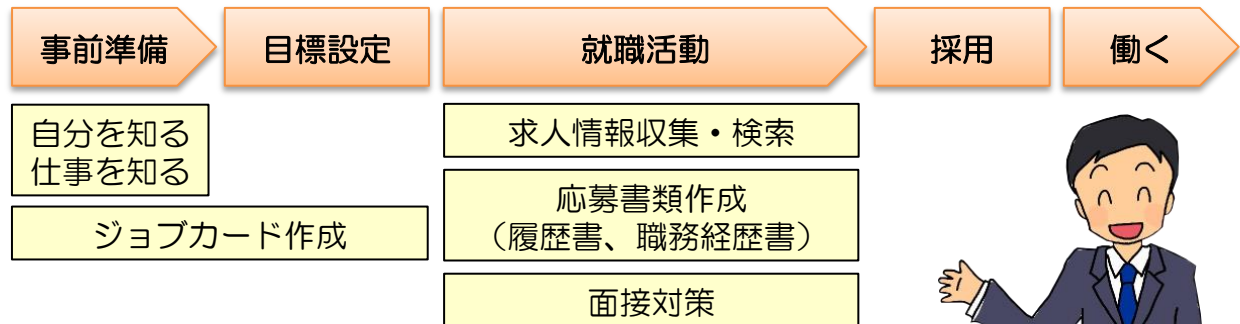 事前準備
目標設定
就職活動
採用
働く
自分を知る
仕事を知る
ジョブカード作成
求人情報収集・検索
応募書類作成
（履歴書、職務経歴書）
面接対策